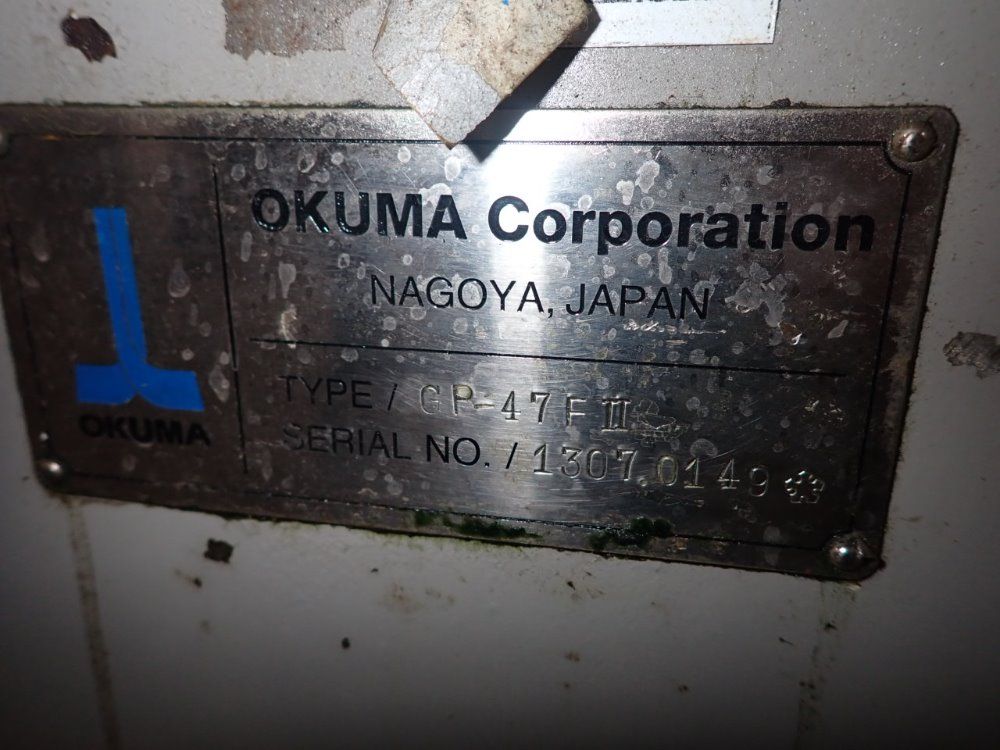 OKUMA
OKUMA Corporation
NAGOYA, JAPAN
TYPE / GP-47FⅡ
SERIAL NO. / 1307.0149